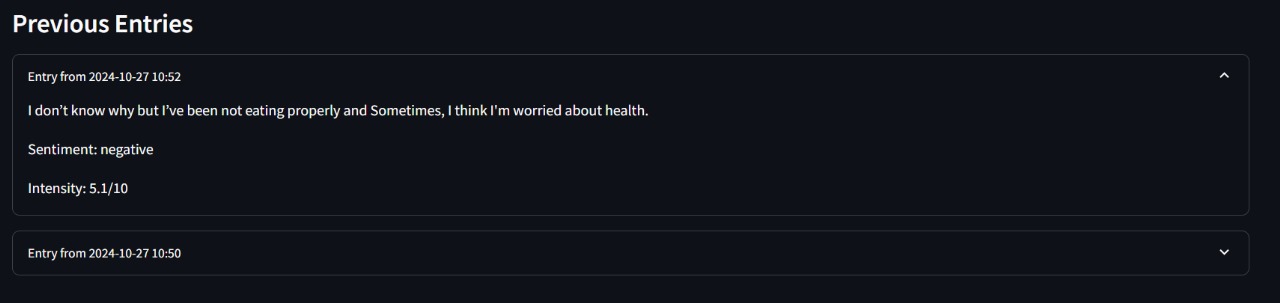 Previous Entries
Entry from 2024-10-27 10:52
I don’t know why but I’ve been not eating properly and Sometimes, I think I'm worried about health.
Sentiment: negative
Intensity: 5.1/10
Entry from 2024-10-27 10:50